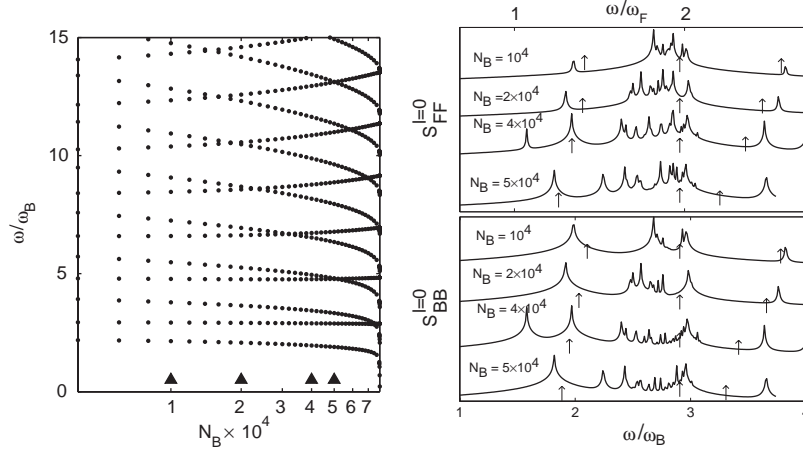 15
10
5
0
ω/ω_B
1 2 3 4 5 6 7
N_B × 10^4
1 ω/ω_F 2
S_FF^{l=0}
N_B = 10^4
N_B =2×10^4
N_B = 4×10^4
N_B = 5×10^4
S_BB^{l=0}
N_B = 10^4
N_B = 2×10^4
N_B = 4×10^4
N_B = 5×10^4
1 2 3 4
ω/ω_B